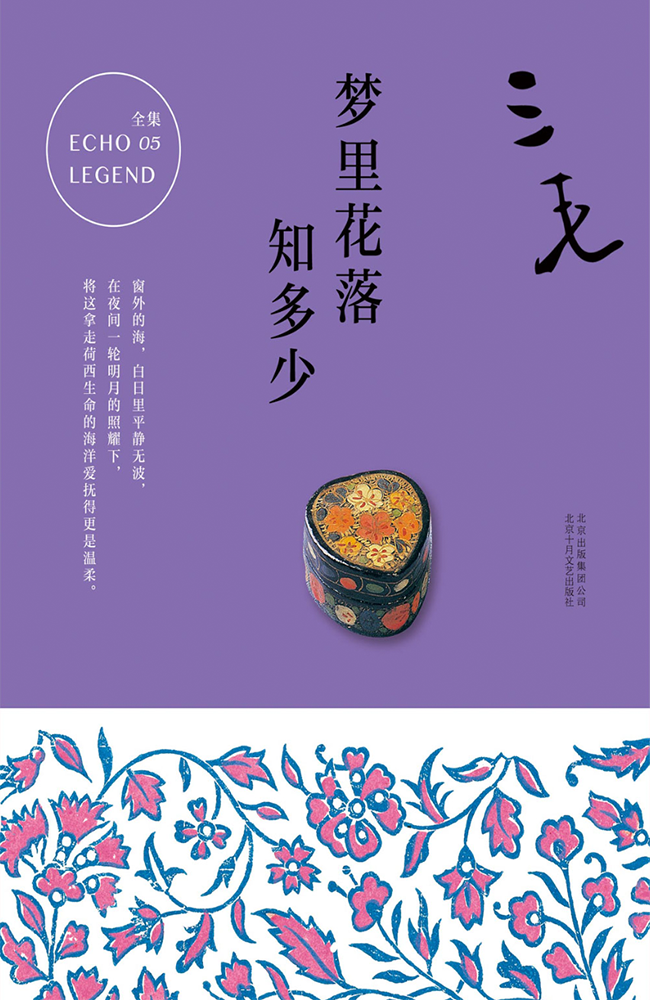 三毛
梦里花落
知多少
全集
ECHO 05
LEGEND
窗外的海，白日里平静无波，
在夜间一轮明月的照耀下，
将这拿走荷西生命的海洋爱抚得更是温柔。
北京出版集团公司
北京十月文艺出版社